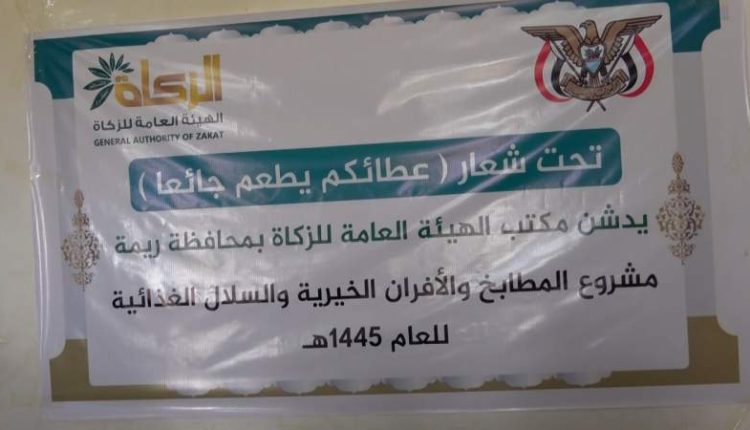 الزكاة
الهيئة العامة للزكاة
GENERAL AUTHORITY OF ZAKAT
تحت شعار ( عطائكم يطعم جائعا )
يدشن مكتب الهيئة العامة للزكاة بمحافظة ريمة
مشروع المطابخ والأفران الخيرية والسلال الغذائية
للعام 1445هـ